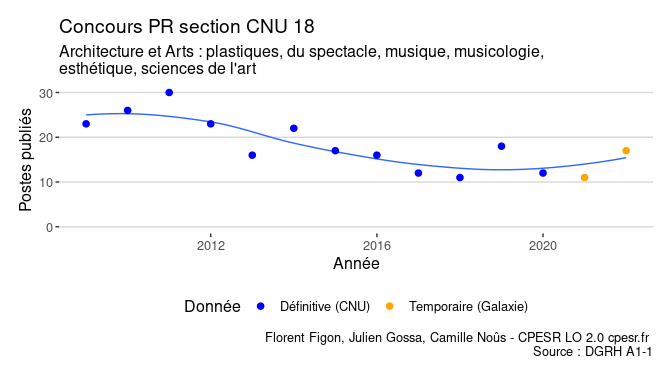 Concours PR section CNU 18
Architecture et Arts : plastiques, du spectacle, musique, musicologie,
esthétique, sciences de l'art
Postes publiés
30
20
10
0
2012
2016
2020
Année
Donnée
Définitive (CNU)
Temporaire (Galaxie)
Florent Figon, Julien Gossa, Camille Noûs - CPESR LO 2.0 cpesr.fr
Source : DGRH A1-1